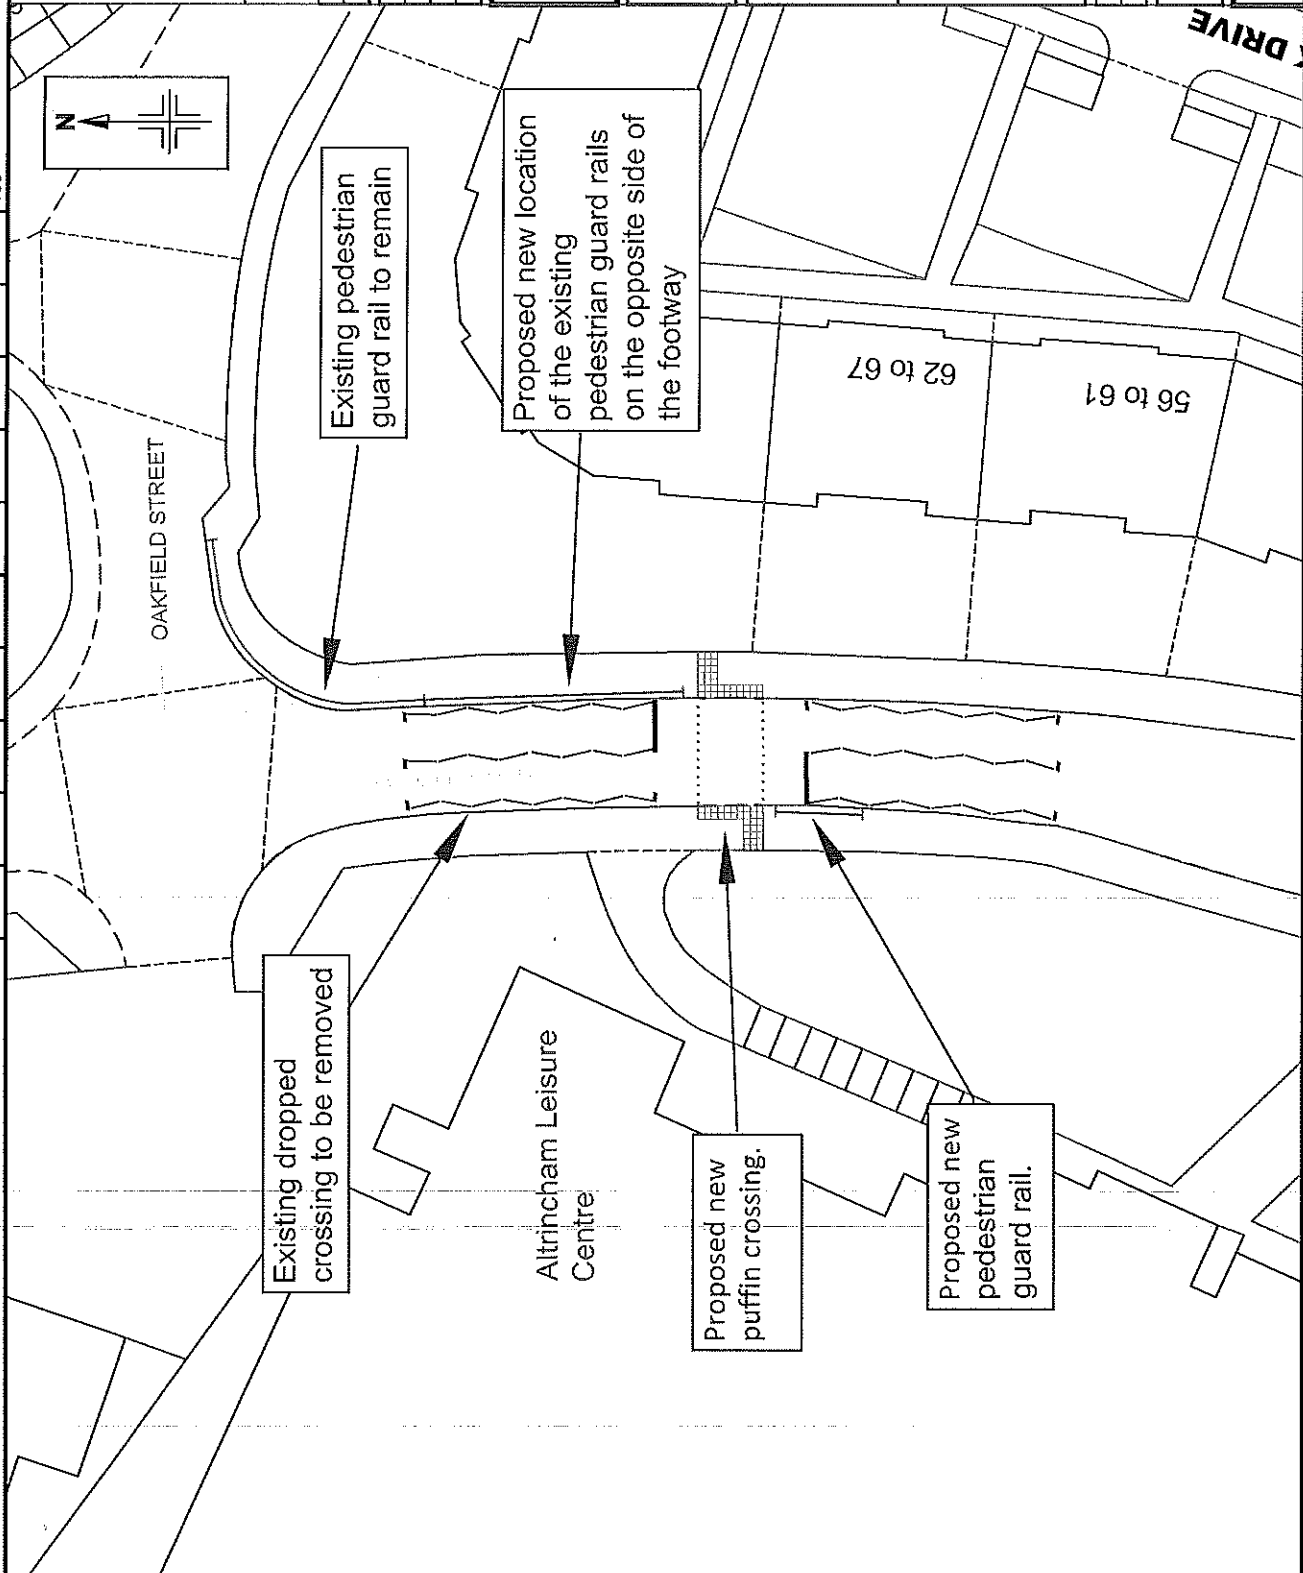 N
OAKFIELD STREET
Existing pedestrian
guard rail to remain
Proposed new location
of the existing
pedestrian guard rails
on the opposite side of
the footway
62 to 67
56 to 61
DRIVE
Existing dropped
crossing to be removed
Altrincham Leisure
Centre
Proposed new
puffin crossing.
Proposed new
pedestrian
guard rail.